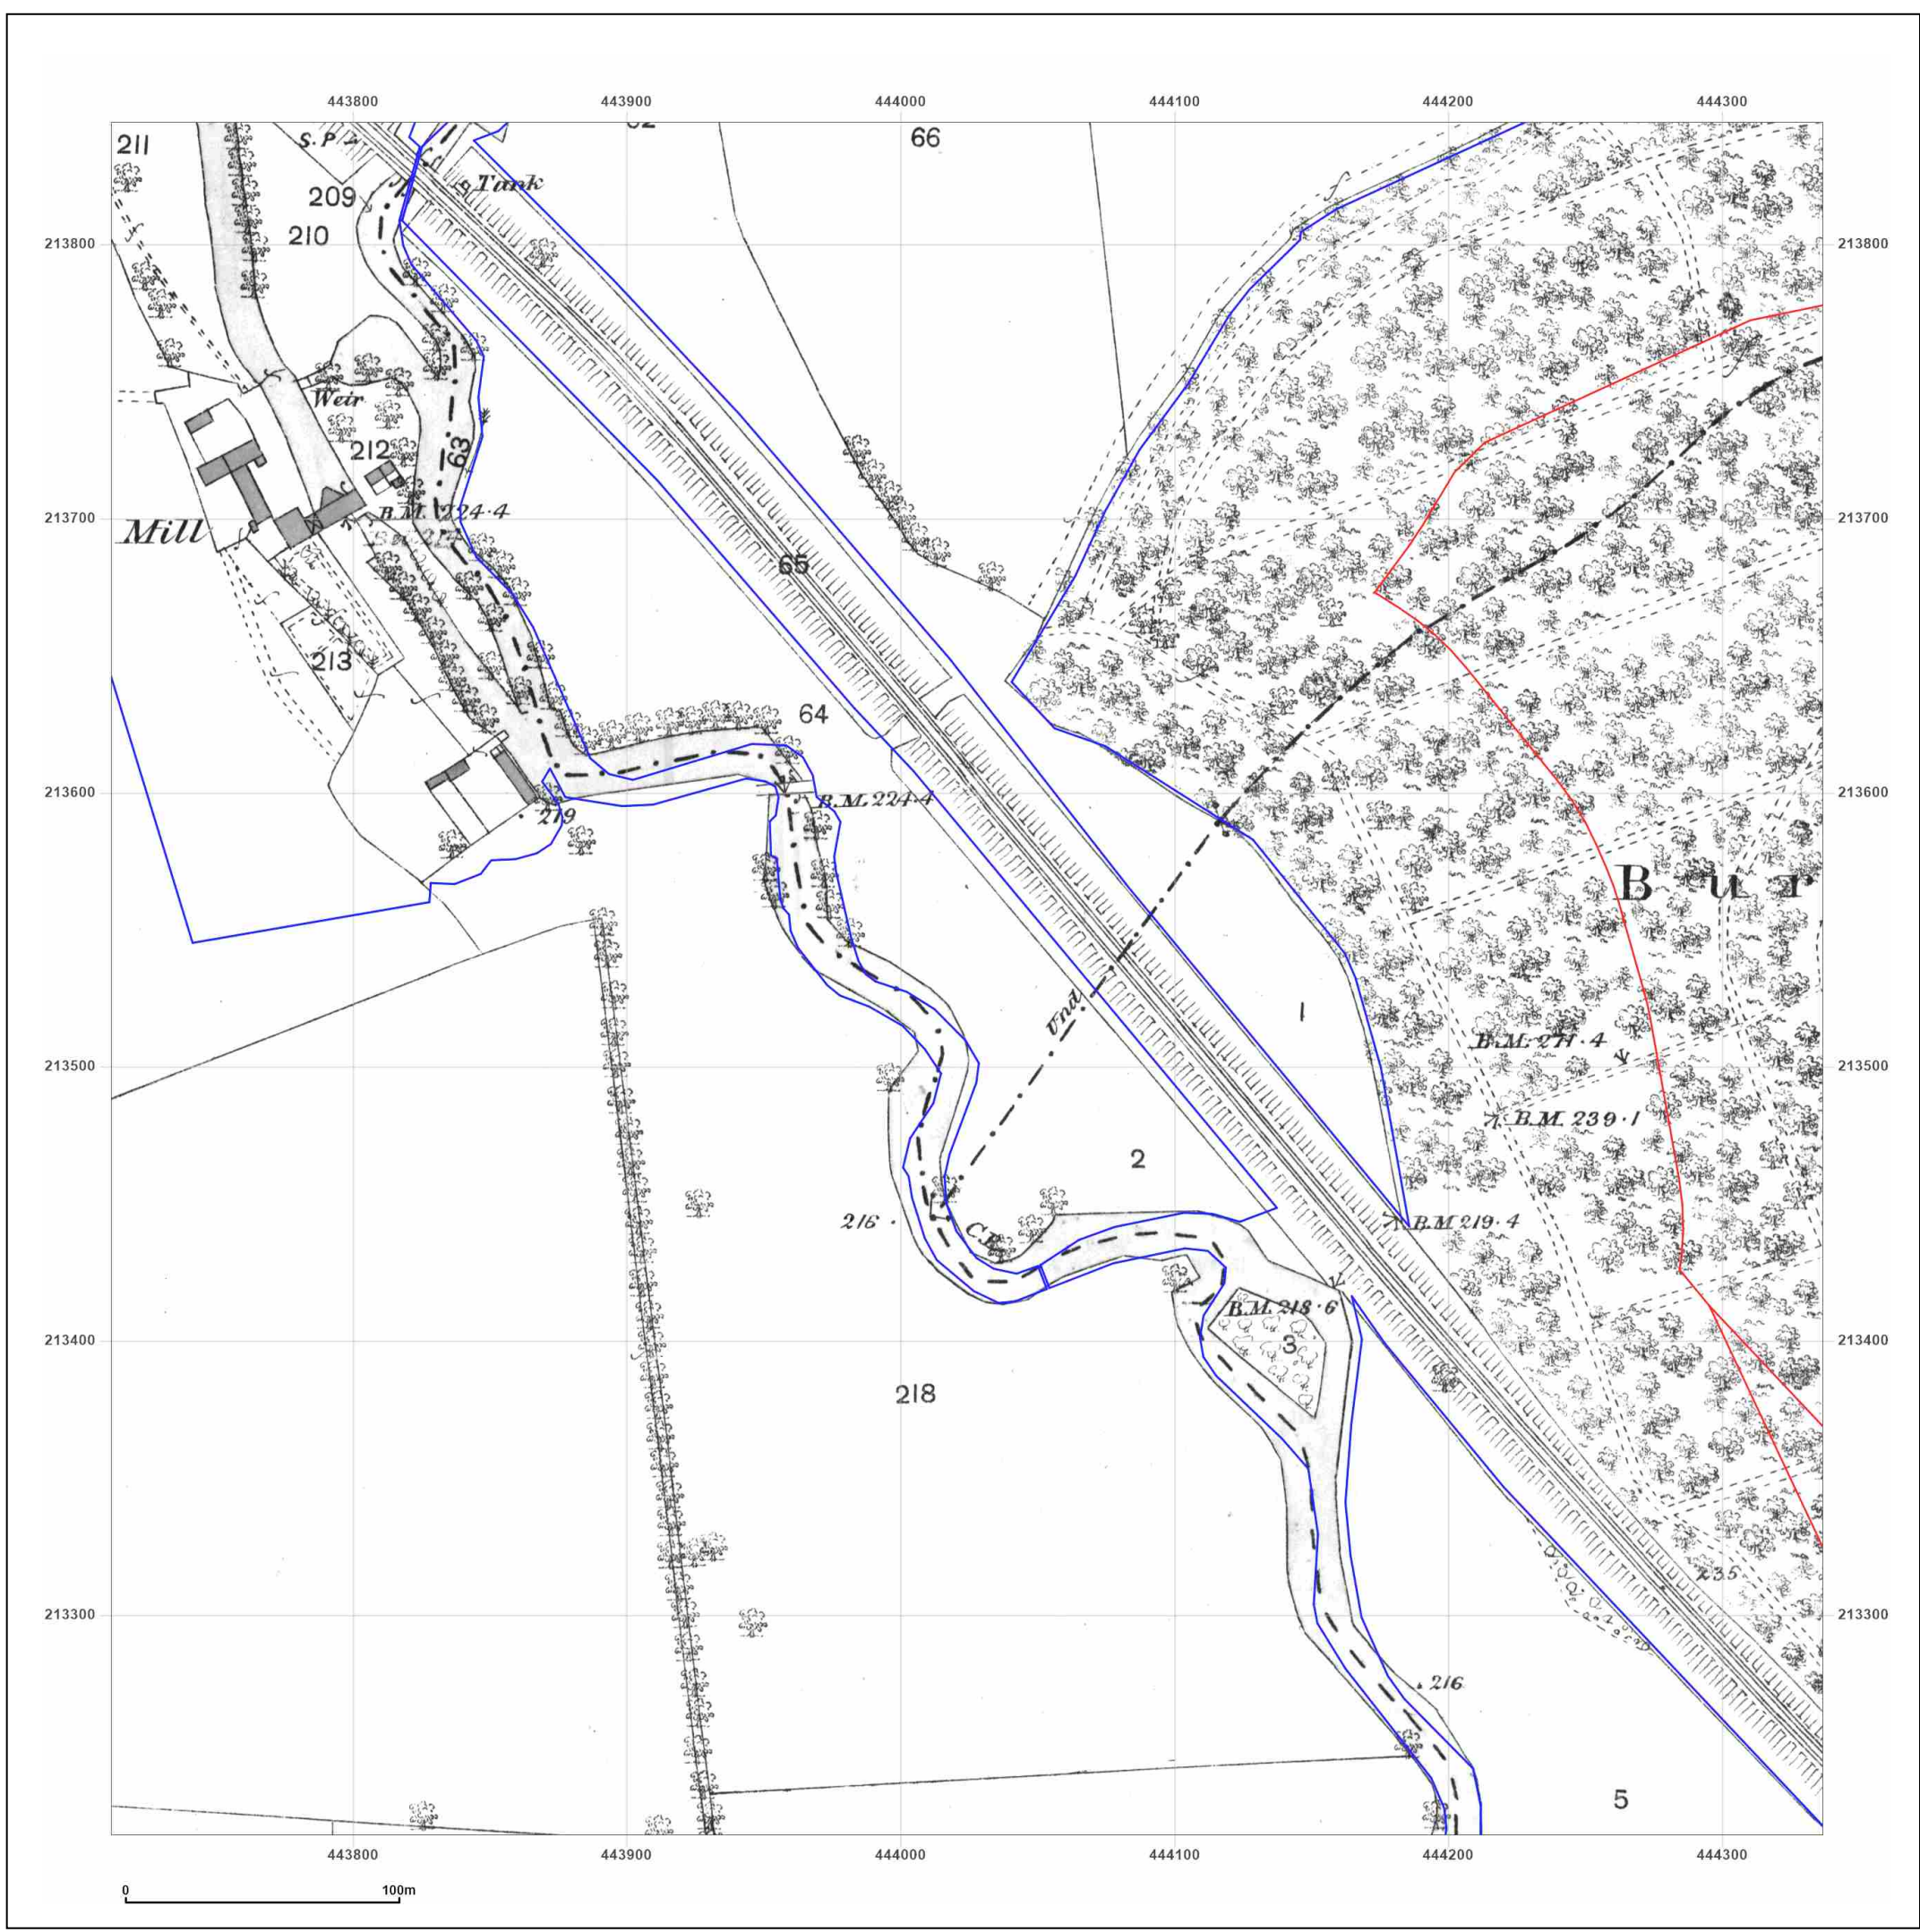 443800 443900 444000 444100 444200 444300
211
S.P
66
Tank
209
210
213800 213800
Weir
212
63
B.M. 224·4
Mill
213700 213700
65
213
64
213600 213600
B.M. 224·4
219
B u r
Und
1
B.M. 271·4
213500 213500
B.M. 239·1
2
216
C.R.
B.M. 219·4
B.M. 218·6
3
213400 213400
218
235
213300 213300
216
5
443800 443900 444000 444100 444200 444300
0 100m